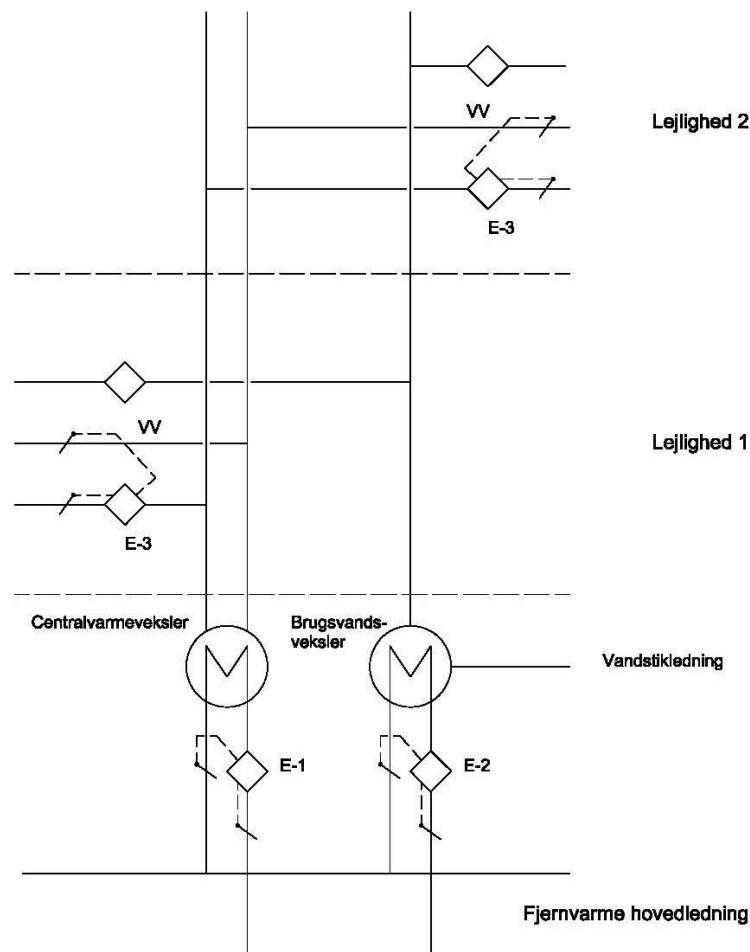 VV
Lejlighed 2
E-3
VV
Lejlighed 1
E-3
Centralvarmeveksler
Brugsvands-
veksler
Vandstikledning
E-1
E-2
Fjernvarme hovedledning